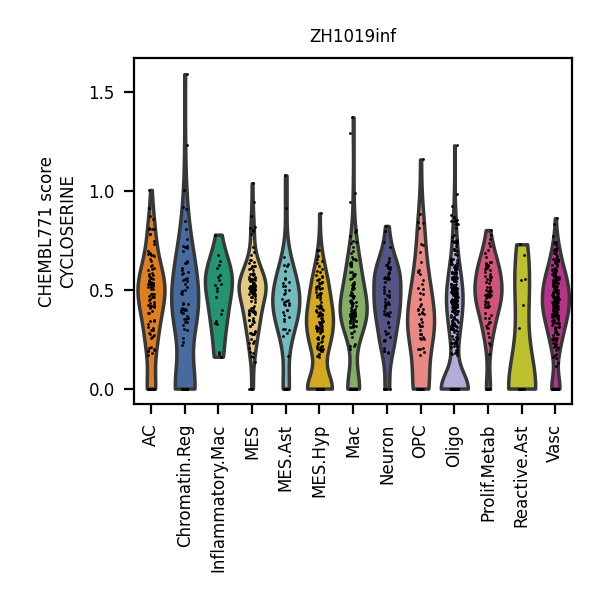 ZH1019inf
CHEMBL771 score
CYCLOSERINE
1.5
1.0
0.5
0.0
AC
Chromatin.Reg
Inflammatory.Mac
MES
MES.Ast
MES.Hyp
Mac
Neuron
OPC
Oligo
Prolif.Metab
Reactive.Ast
Vasc